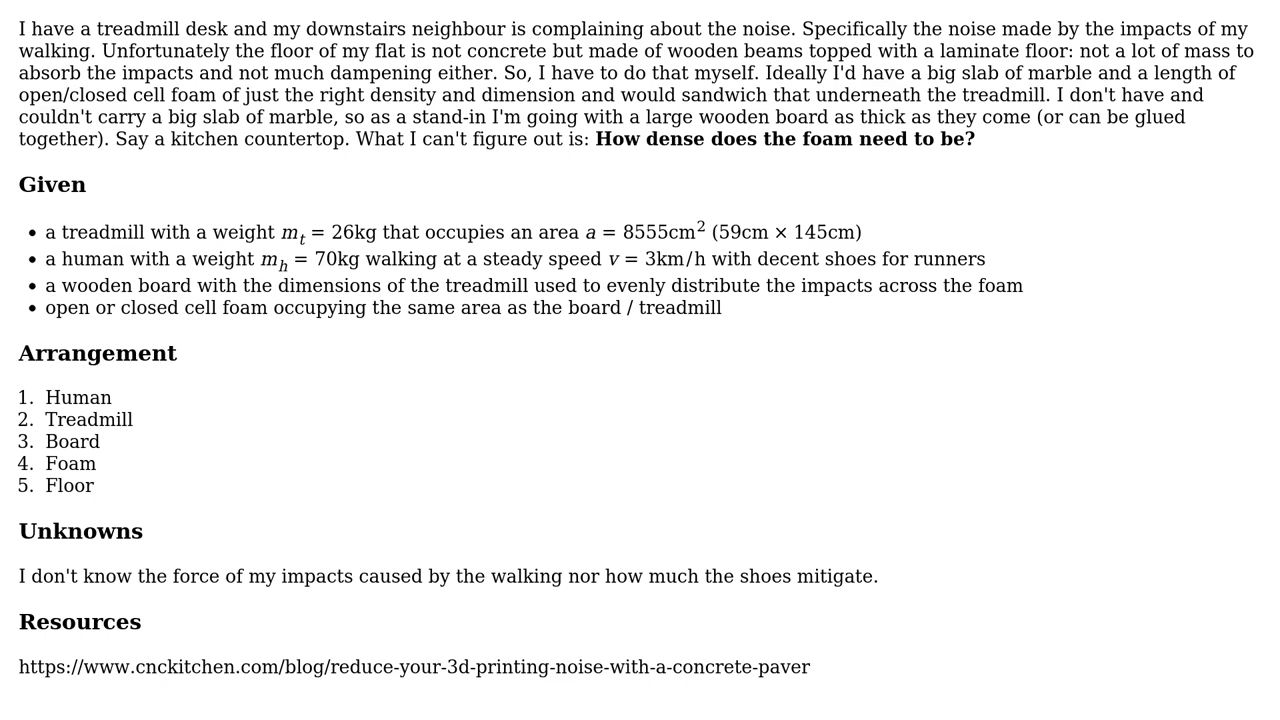 I have a treadmill desk and my downstairs neighbour is complaining about the noise. Specifically the noise made by the impacts of my
walking. Unfortunately the floor of my flat is not concrete but made of wooden beams topped with a laminate floor: not a lot of mass to
absorb the impacts and not much dampening either. So, I have to do that myself. Ideally I'd have a big slab of marble and a length of
open/closed cell foam of just the right density and dimension and would sandwich that underneath the treadmill. I don't have and
couldn't carry a big slab of marble, so as a stand-in I'm going with a large wooden board as thick as they come (or can be glued
together). Say a kitchen countertop. What I can't figure out is: How dense does the foam need to be?
Given
• a treadmill with a weight m_t = 26kg that occupies an area a = 8555cm² (59cm × 145cm)
• a human with a weight m_h = 70kg walking at a steady speed v = 3km/h with decent shoes for runners
• a wooden board with the dimensions of the treadmill used to evenly distribute the impacts across the foam
• open or closed cell foam occupying the same area as the board / treadmill
Arrangement
1. Human
2. Treadmill
3. Board
4. Foam
5. Floor
Unknowns
I don't know the force of my impacts caused by the walking nor how much the shoes mitigate.
Resources
https://www.cnckitchen.com/blog/reduce-your-3d-printing-noise-with-a-concrete-paver